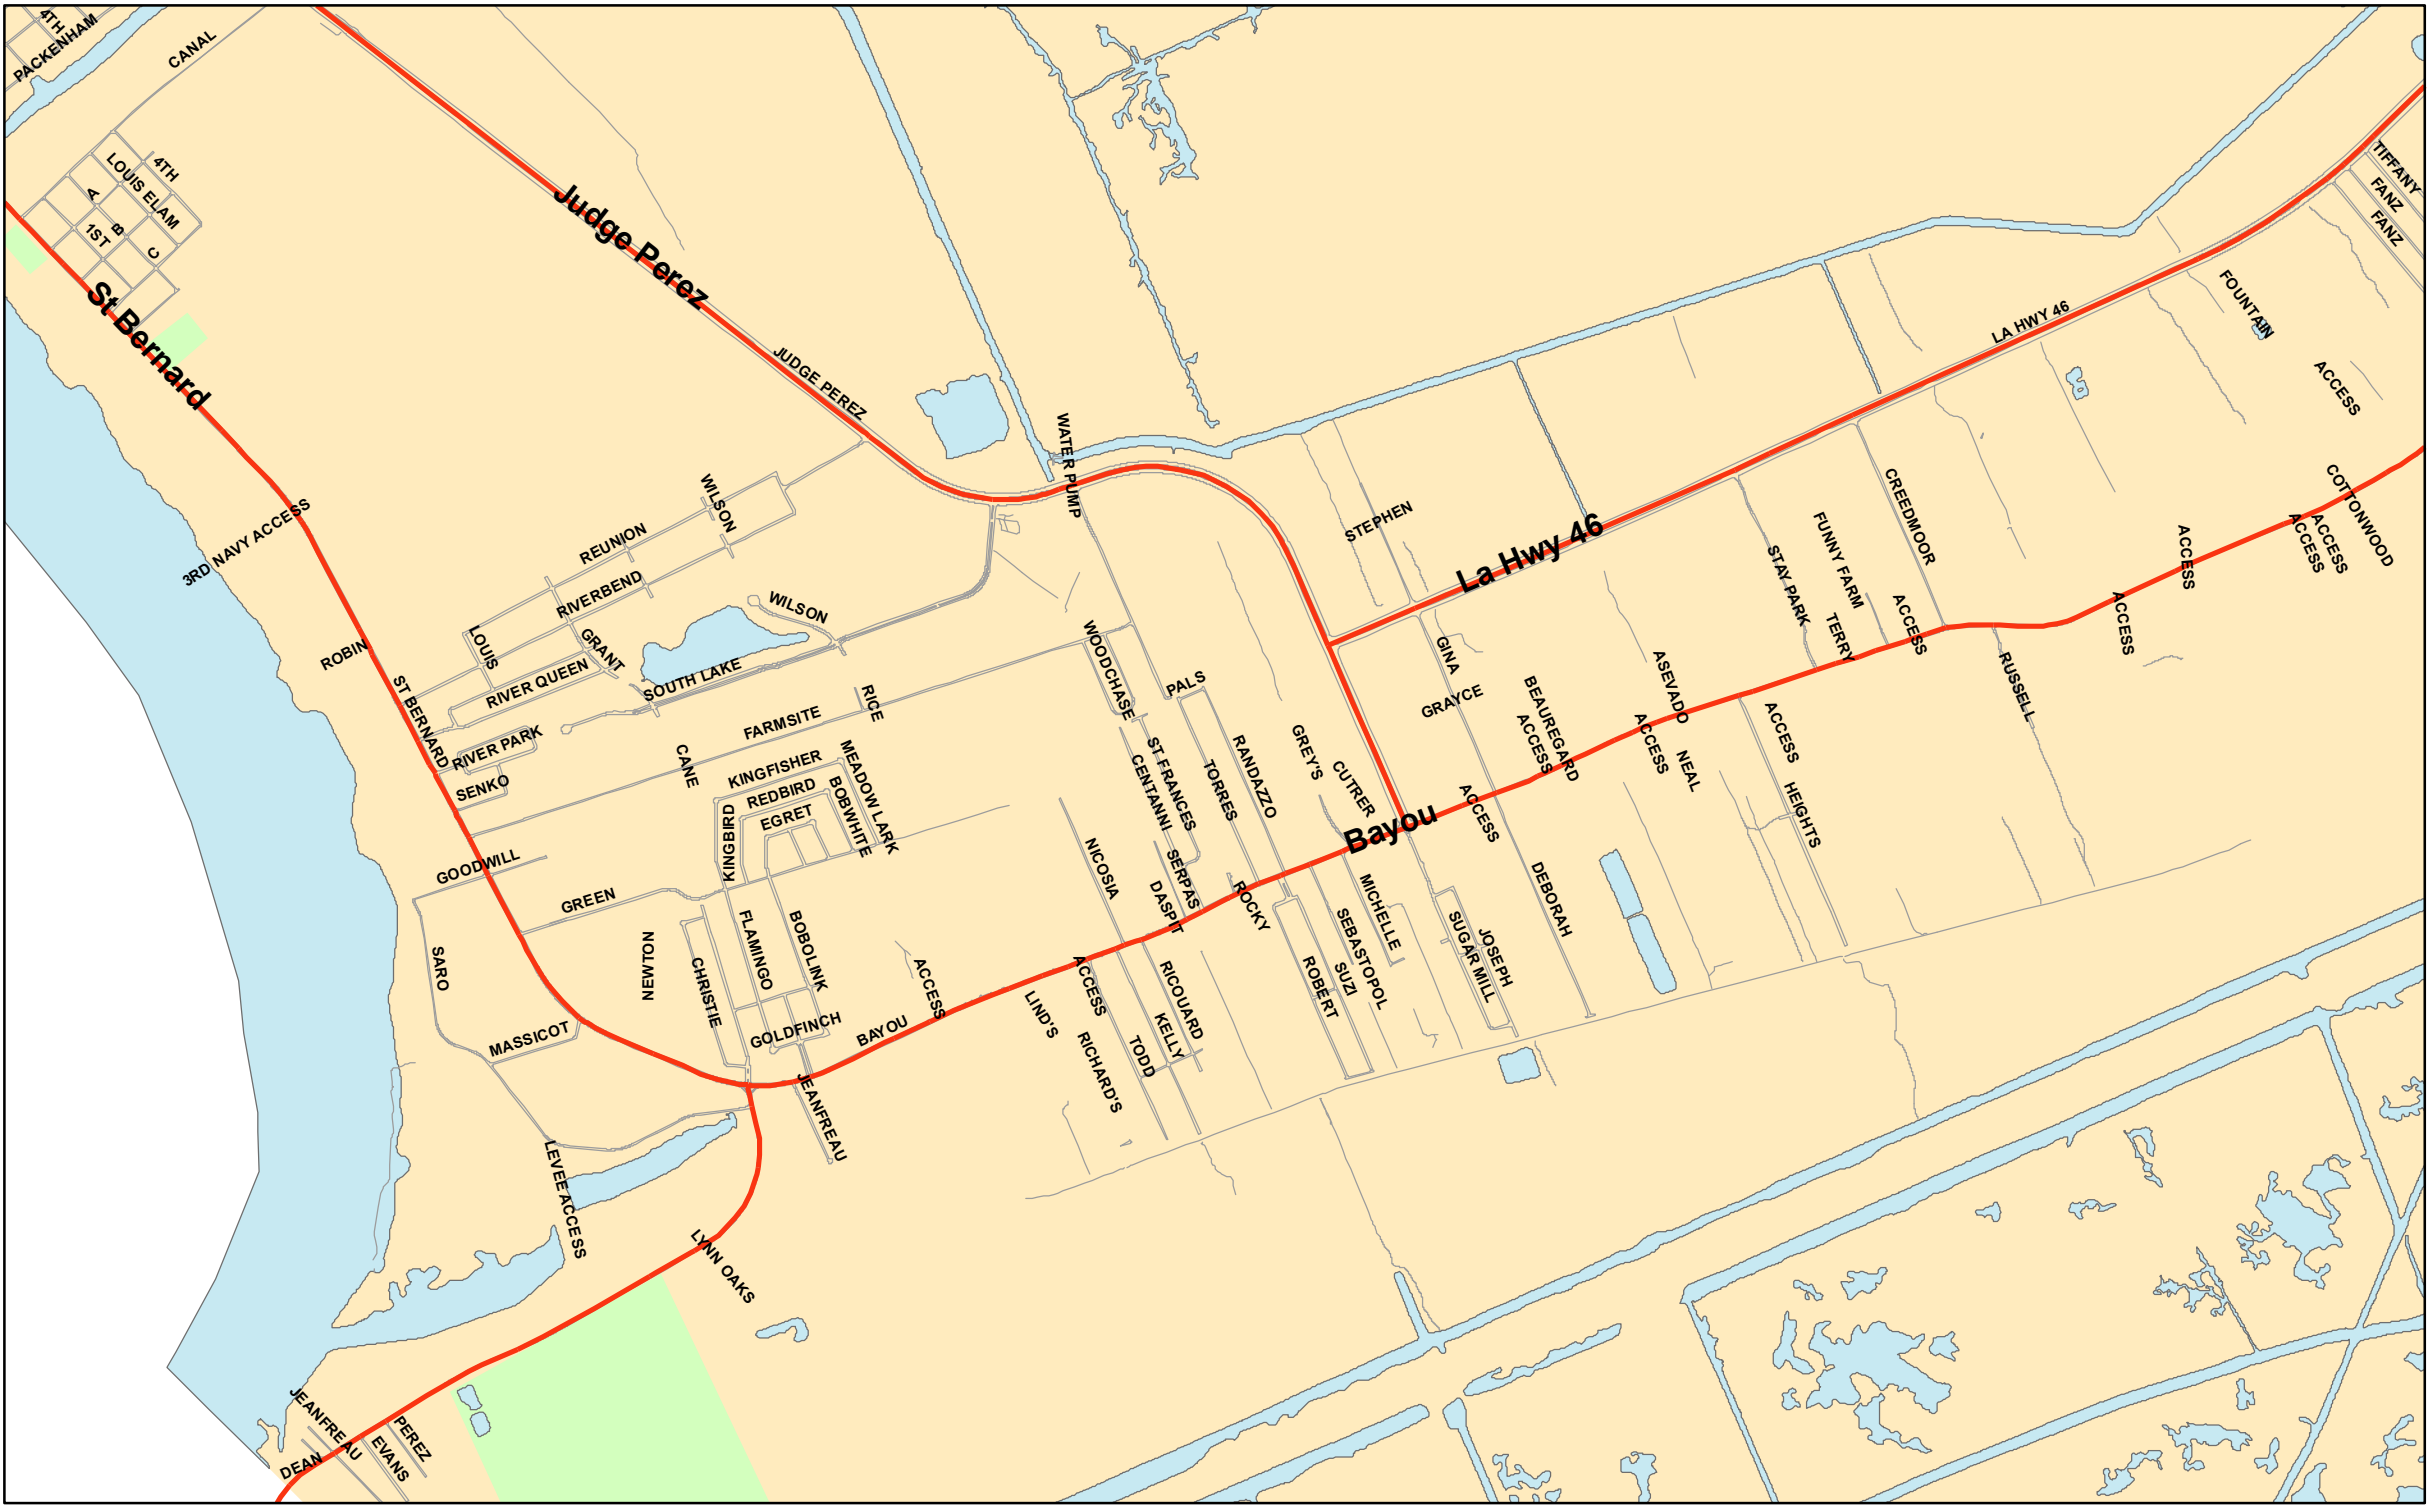 4TH
PACKENHAM
CANAL
4TH
LOUIS ELAM
A
B
1ST
C
St Bernard
Judge Perez
JUDGE PEREZ
TIFFANY
FANZ
FANZ
FOUNTAIN
LA HWY 46
ACCESS
WATER PUMP
WILSON
REUNION
RIVERBEND
3RD NAVY ACCESS
ROBIN
ST BERNARD
LOUIS
GRANT
RIVER QUEEN
WILSON
SOUTH LAKE
RIVER PARK
SENKO
STEPHEN
La Hwy 46
CREEDMOOR
FUNNY FARM
STAY PARK
TERRY
ACCESS
COTTONWOOD
ACCESS
ACCESS
ACCESS
ACCESS
RUSSELL
WOODCHASE
PALS
RICE
FARMSITE
CANE
GINA
GRAYCE
ASEVADO
BEAUREGARD
ACCESS
ACCESS
NEAL
ACCESS
HEIGHTS
KINGFISHER
MEADOW LARK
REDBIRD
BOBWHITE
EGRET
KINGBIRD
ST FRANCES
CENTANNI
TORRES
RANDAZZO
GREY'S
CUTRER
Bayou
ACCESS
GOODWILL
GREEN
NICOSIA
SERPAS
DASPIT
ROCKY
MICHELLE
SEBASTOPOL
DEBORAH
JOSEPH
SUGAR MILL
SARO
NEWTON
CHRISTIE
FLAMINGO
BOBOLINK
ACCESS
ACCESS
RICOUARD
ROBERT
SUZI
MASSICOT
GOLDFINCH
BAYOU
LIND'S
RICHARD'S
TODD
KELLY
JEANFREAU
LEVEE ACCESS
LYNN OAKS
JEANFREAU
PEREZ
EVANS
DEAN